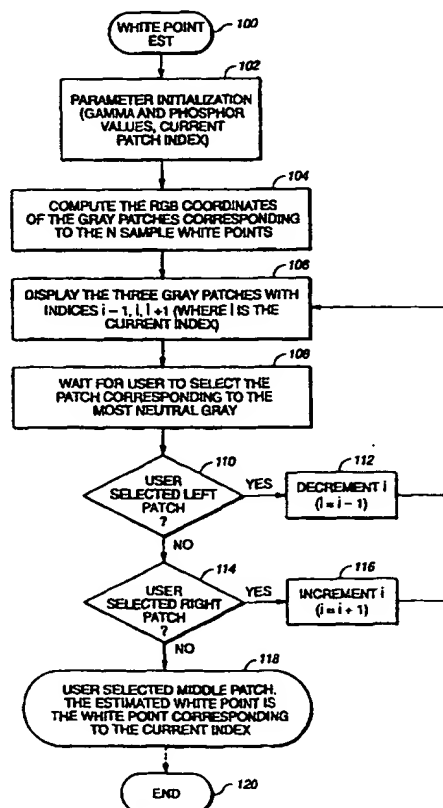 WHITE POINT
EST
100
102
PARAMETER INITIALIZATION
(GAMMA AND PHOSPHOR
VALUES, CURRENT
PATCH INDEX)
104
COMPUTE THE RGB COORDINATES
OF THE GRAY PATCHES CORRESPONDING
TO THE N SAMPLE WHITE POINTS
106
DISPLAY THE THREE GRAY PATCHES WITH
INDICES i – 1, i, i +1 (WHERE i IS THE
CURRENT INDEX)
108
WAIT FOR USER TO SELECT THE
PATCH CORRESPONDING TO THE
MOST NEUTRAL GRAY
110
USER
SELECTED LEFT
PATCH
?
YES
112
DECREMENT i
(i = i – 1)
NO
114
USER
SELECTED RIGHT
PATCH
?
YES
116
INCREMENT i
(i = i + 1)
NO
118
USER SELECTED MIDDLE PATCH.
THE ESTIMATED WHITE POINT IS
THE WHITE POINT CORRESPONDING
TO THE CURRENT INDEX
END
120